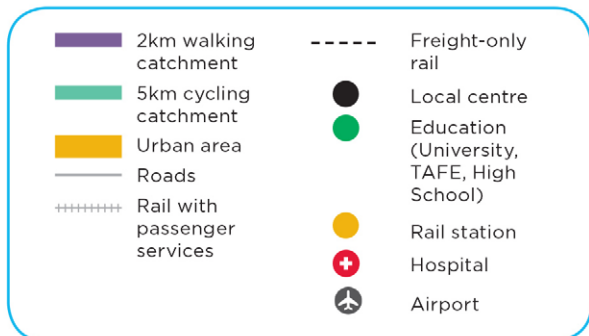 2km walking
catchment
5km cycling
catchment
Urban area
Roads
Rail with
passenger
services
Freight-only
rail
Local centre
Education
(University,
TAFE, High
School)
Rail station
Hospital
Airport